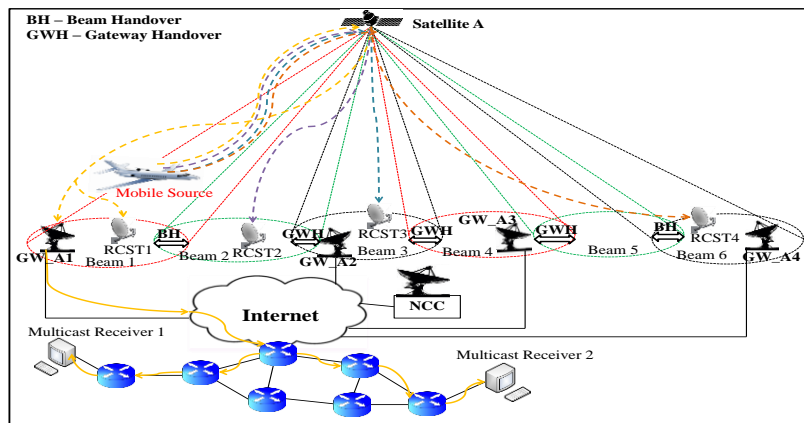 BH – Beam Handover
GWH – Gateway Handover
Satellite A
Mobile Source
GW_A1
RCST1
Beam 1
BH
Beam 2
RCST2
GWH
GW_A2
RCST3
Beam 3
GWH
GW_A3
Beam 4
GWH
Beam 5
BH
RCST4
Beam 6
GW_A4
Internet
NCC
Multicast Receiver 1
Multicast Receiver 2